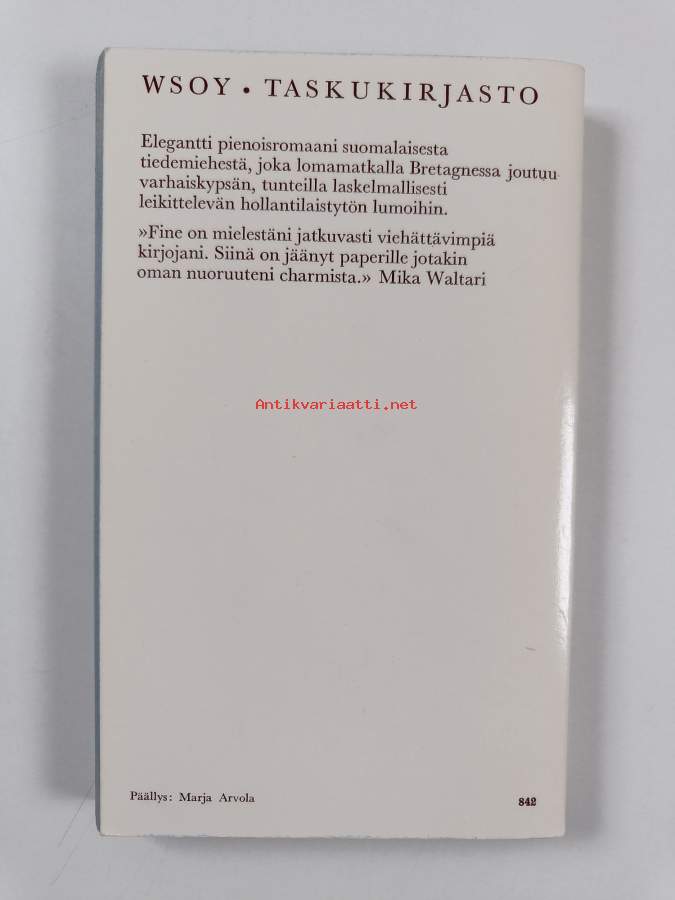 WSOY • TASKUKIRJASTO
Elegantti pienoisromaani suomalaisesta
tiedemiehestä, joka lomamatkalla Bretagnessa joutuu
varhaiskypsän, tunteilla laskelmallisesti
leikittelevän hollantilaistytön lumoihin.
»Fine on mielestäni jatkuvasti viehättävimpiä
kirjojani. Siinä on jäänyt paperille jotakin
oman nuoruuteni charmista.» Mika Waltari
Antikvariaatti.net
Päällys: Marja Arvola
842